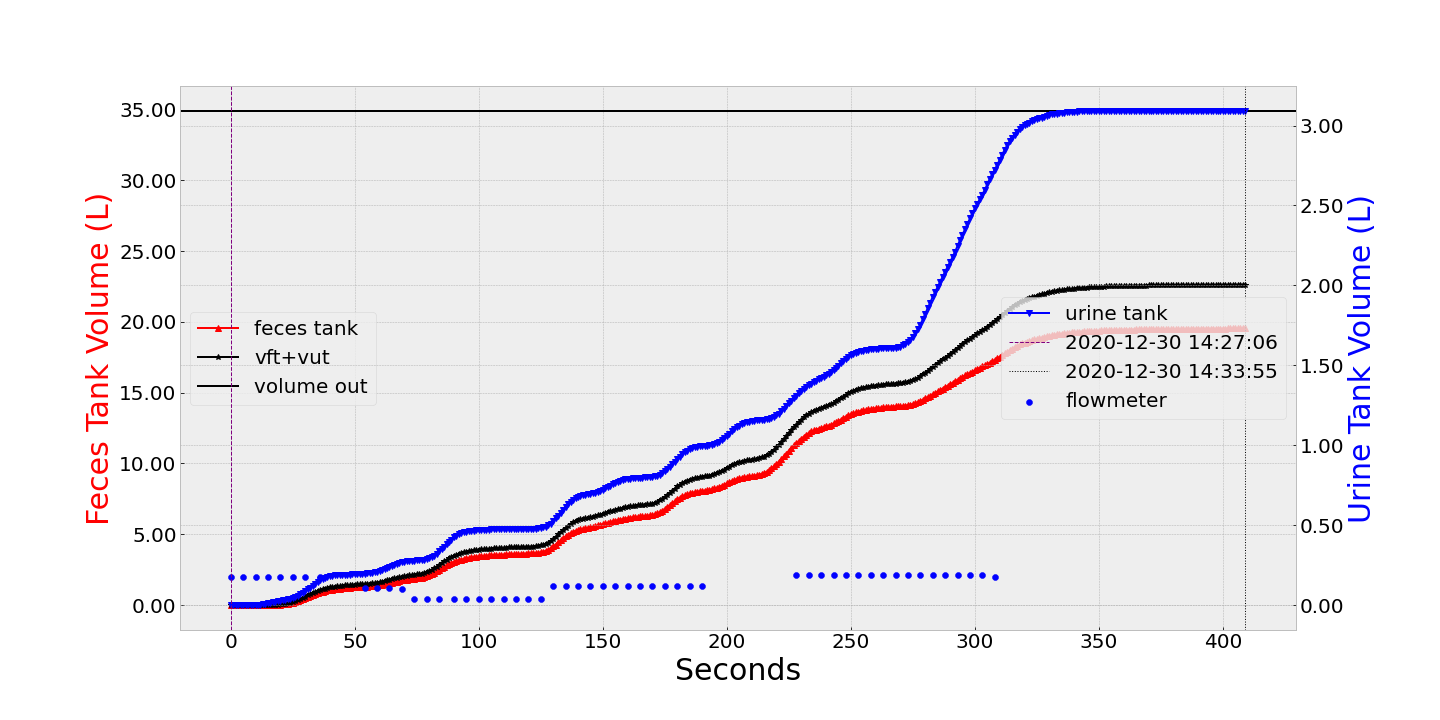 Feces Tank Volume (L)
35.00
30.00
25.00
20.00
15.00
10.00
5.00
0.00
feces tank
vft+vut
volume out
urine tank
2020-12-30 14:27:06
2020-12-30 14:33:55
flowmeter
3.00
2.50
2.00
1.50
1.00
0.50
0.00
Urine Tank Volume (L)
0 50 100 150 200 250 300 350 400
Seconds